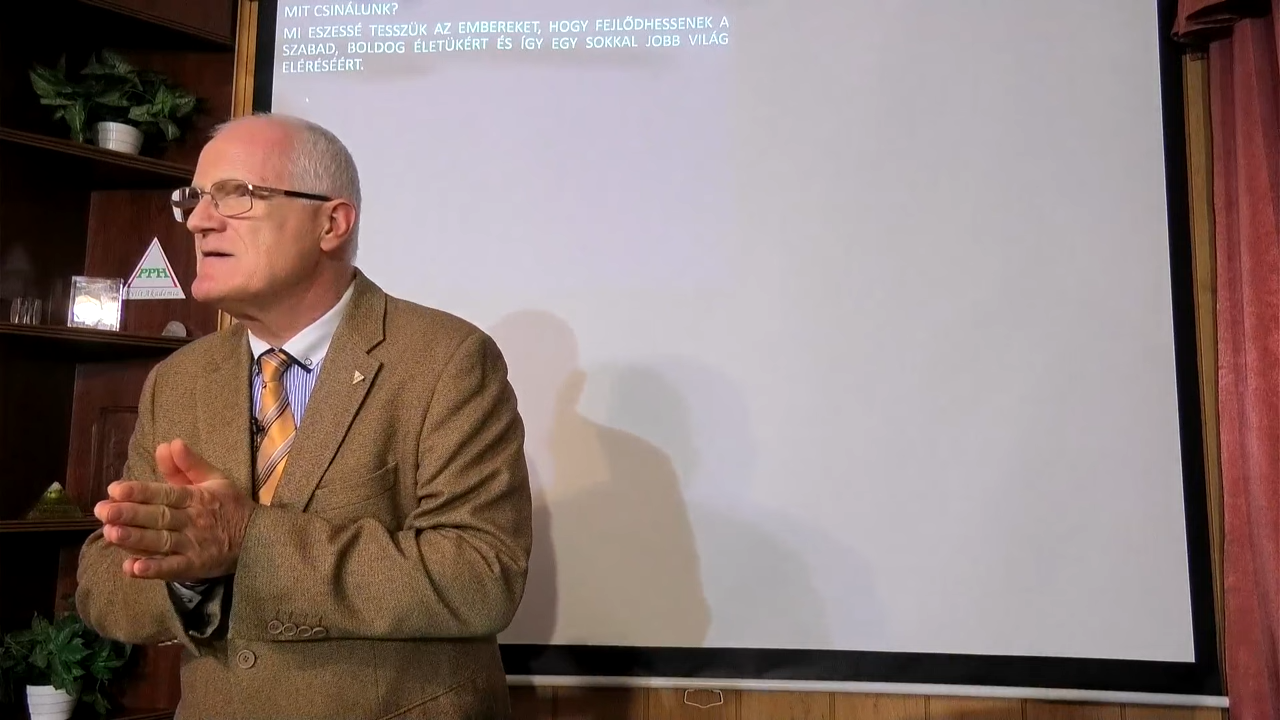 MIT CSINÁLUNK?
MI ESZESSÉ TESSZÜK AZ EMBEREKET, HOGY FEJLŐDHESSENEK A
SZABAD, BOLDOG ÉLETÜKÉRT ÉS ÍGY EGY SOKKAL JOBB VILÁG
ELÉRÉSÉÉRT.
PPH
Akadémia